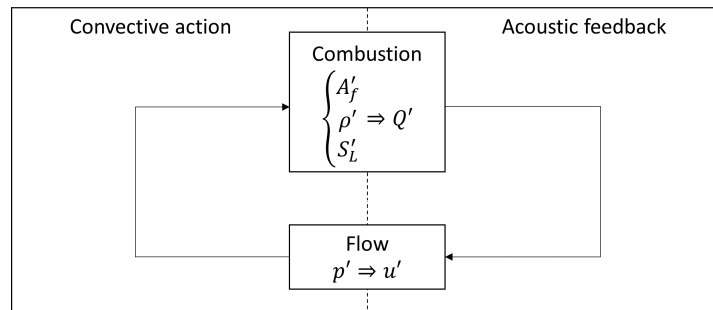 Convective action
Acoustic feedback
Combustion
A′_f
ρ′ ⇒ Q′
S′_L
Flow
p′ ⇒ u′